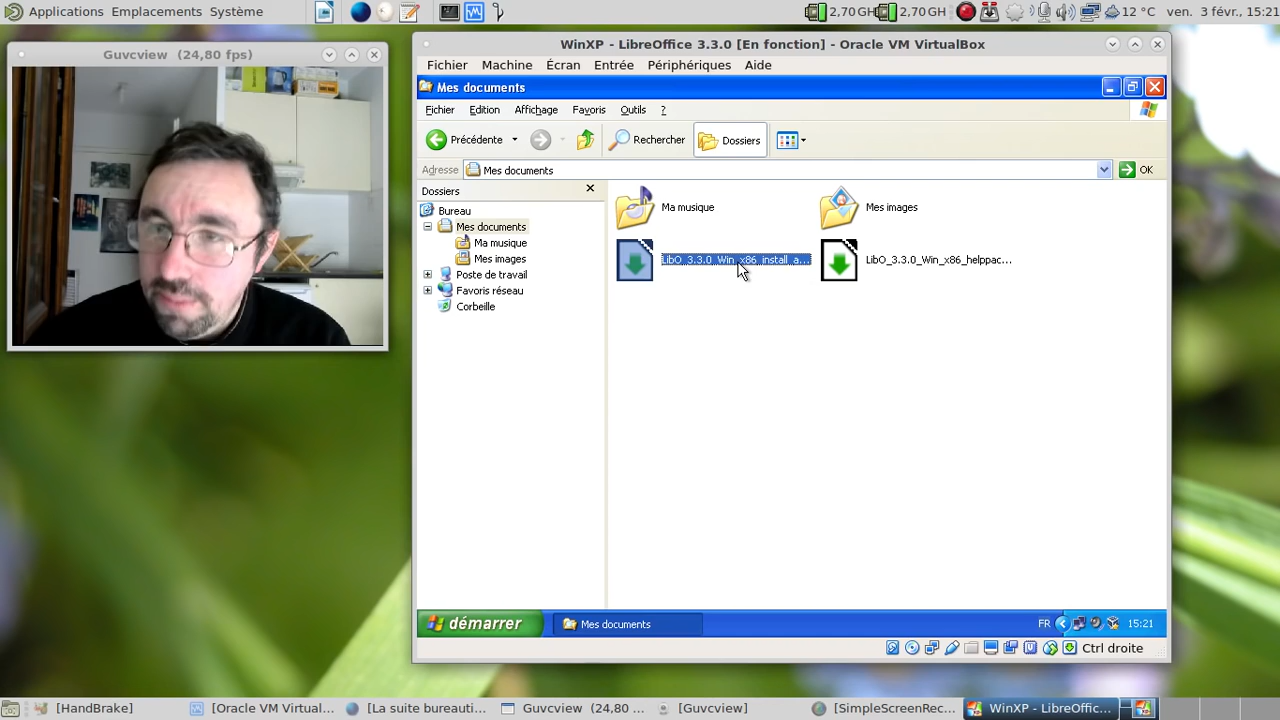 Applications Emplacements Système
2,70 GH 2,70 GH 12 °C ven. 3 févr., 15:21
Guvcview (24,80 fps)
WinXP - LibreOffice 3.3.0 [En fonction] - Oracle VM VirtualBox
Fichier Machine Écran Entrée Périphériques Aide
Mes documents
Fichier Edition Affichage Favoris Outils ?
Précédente Rechercher Dossiers
Adresse Mes documents OK
Dossiers
Bureau
Mes documents
Ma musique
Mes images
Poste de travail
Favoris réseau
Corbeille
Ma musique Mes images
LibO_3.3.0_Win_x86_install_a... LibO_3.3.0_Win_x86_helppac...
démarrer Mes documents FR 15:21
Ctrl droite
[HandBrake] [Oracle VM Virtual... [La suite bureauti... Guvcview (24,80 ... [Guvcview] [SimpleScreenRec... WinXP - LibreOffic...